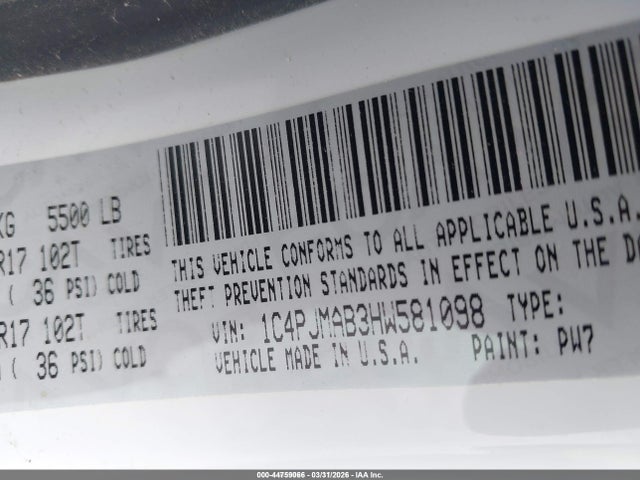 KG 5500 LB
R17 102T TIRES
( 36 PSI) COLD
R17 102T TIRES
( 36 PSI) COLD
THIS VEHICLE CONFORMS TO ALL APPLICABLE U.S.A.
THEFT PREVENTION STANDARDS IN EFFECT ON THE
VIN: 1C4PJMAB3HW581098 TYPE:
VEHICLE MADE IN U.S.A. PAINT: PW7
000-44759066 - 03/31/2026 - IAA Inc.